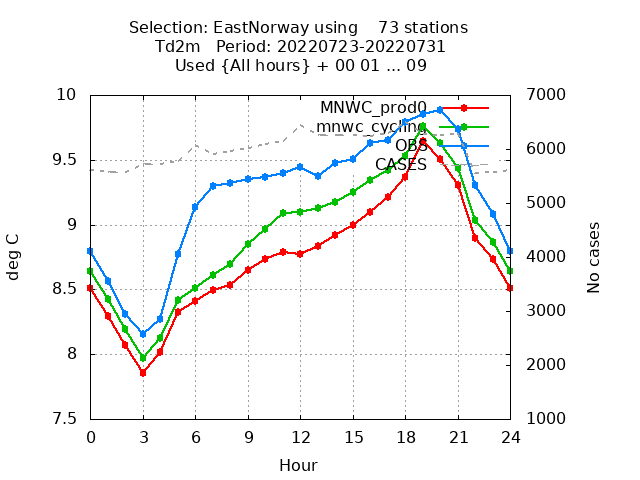 Selection: EastNorway using 73 stations
Td2m Period: 20220723-20220731
Used {All hours} + 00 01 ... 09
10 7000
MNWC_prod0
mnwc_cycling
OBS
CASES
9.5 6000
9 5000
deg C
No cases
4000
8.5
3000
8
2000
7.5 1000
0 3 6 9 12 15 18 21 24
Hour